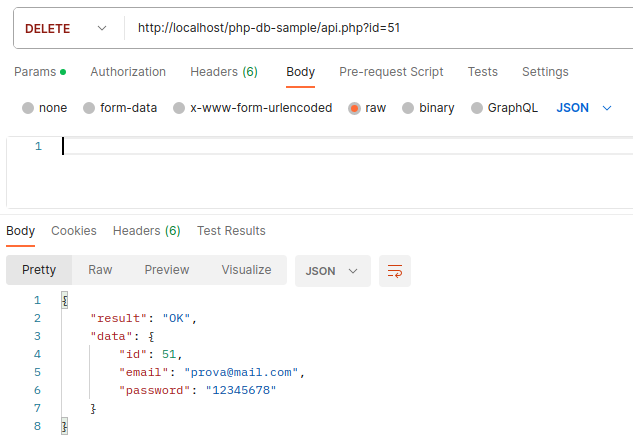 DELETE http://localhost/php-db-sample/api.php?id=51
Params Authorization Headers (6) Body Pre-request Script Tests Settings
none form-data x-www-form-urlencoded raw binary GraphQL JSON
1
Body Cookies Headers (6) Test Results
Pretty Raw Preview Visualize JSON
1 {
2 "result": "OK",
3 "data": {
4 "id": 51,
5 "email": "prova@mail.com",
6 "password": "12345678"
7 }
8 }